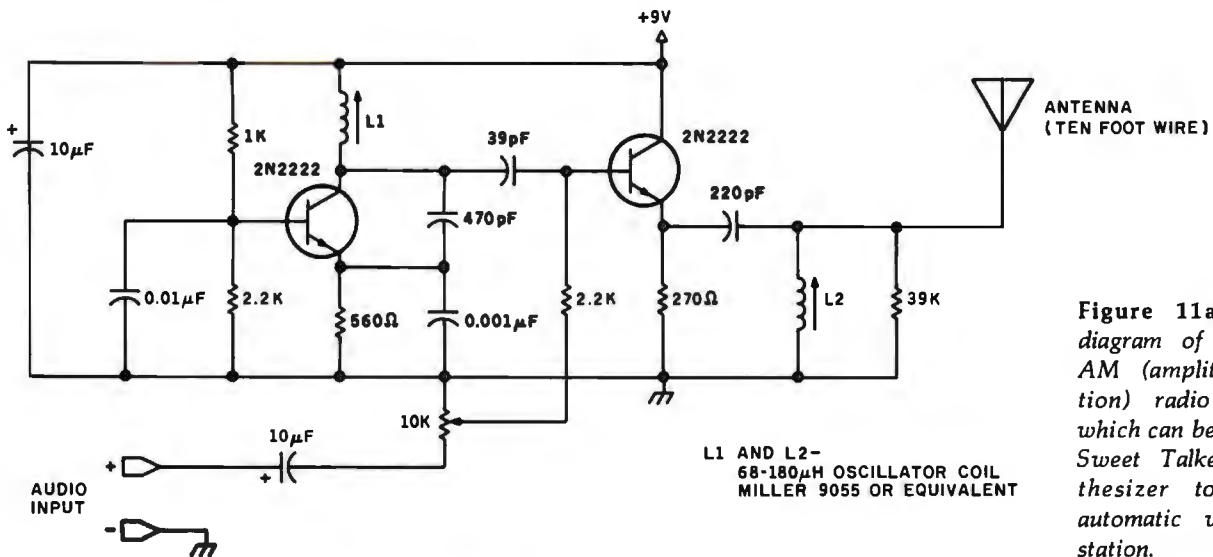 +9V
+
10µF
1K
L1
2N2222
39pF
2N2222
ANTENNA
(TEN FOOT WIRE)
470pF
220pF
0.01µF
2.2K
560Ω
0.001µF
2.2K
270Ω
L2
39K
10K
10µF
+
+
AUDIO
INPUT
-
L1 AND L2-
68-180µH OSCILLATOR COIL
MILLER 9055 OR EQUIVALENT
Figure 11a
diagram of
AM (amplif
tion) radio
which can be
Sweet Talke
thesizer to
automatic u
station.